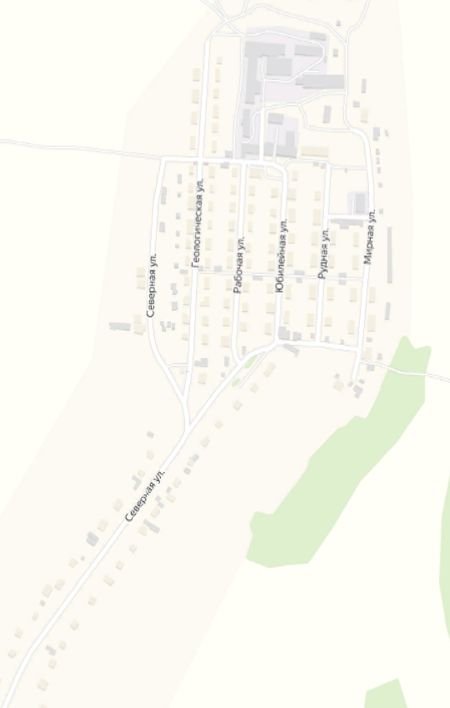 Геологическая ул.
Мирная ул.
Рабочая ул.
Юбилейная ул.
Рудная ул.
Северная ул.
Северная ул.